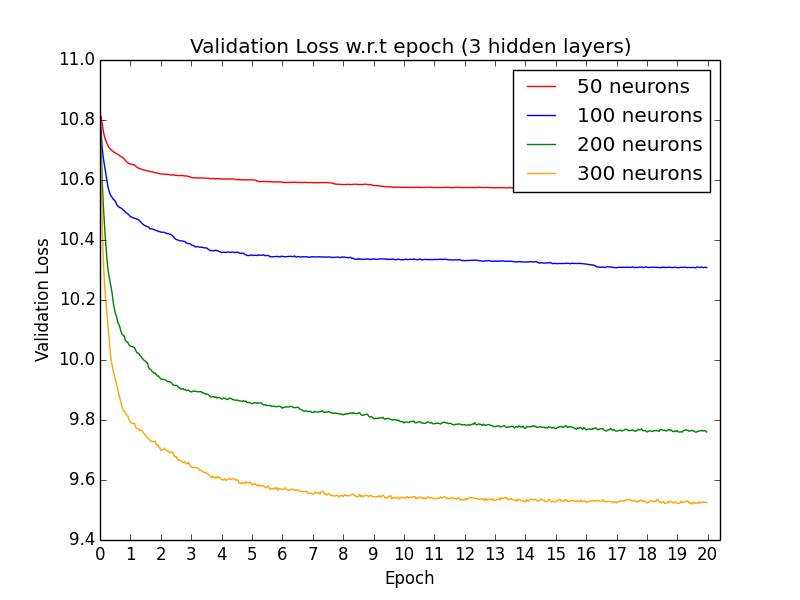 Validation Loss w.r.t epoch (3 hidden layers)
11.0
10.8
10.6
10.4
10.2
10.0
9.8
9.6
9.4
Validation Loss
50 neurons
100 neurons
200 neurons
300 neurons
0 1 2 3 4 5 6 7 8 9 10 11 12 13 14 15 16 17 18 19 20
Epoch